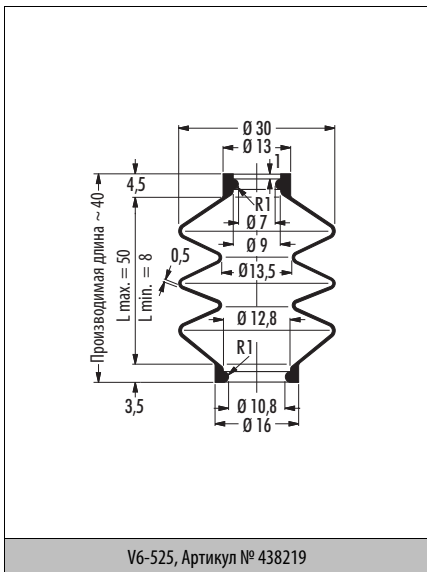 Ø 30
Ø 13
1
4,5
R1
Ø 7
Ø 9
0,5
Ø13,5
Производимая длина ~ 40
L max. = 50
L min. = 8
Ø 12,8
R1
3,5
Ø 10,8
Ø 16
V6-525, Артикул № 438219